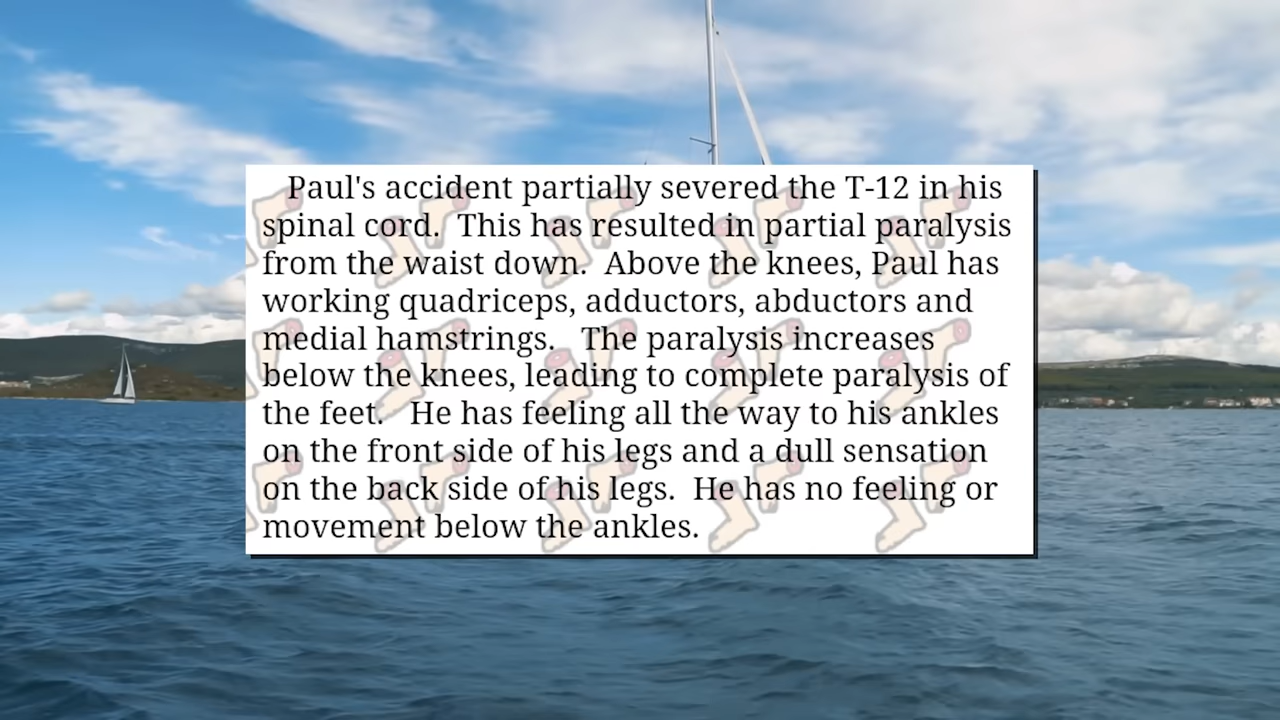 Paul's accident partially severed the T-12 in his
spinal cord. This has resulted in partial paralysis
from the waist down. Above the knees, Paul has
working quadriceps, adductors, abductors and
medial hamstrings. The paralysis increases
below the knees, leading to complete paralysis of
the feet. He has feeling all the way to his ankles
on the front side of his legs and a dull sensation
on the back side of his legs. He has no feeling or
movement below the ankles.